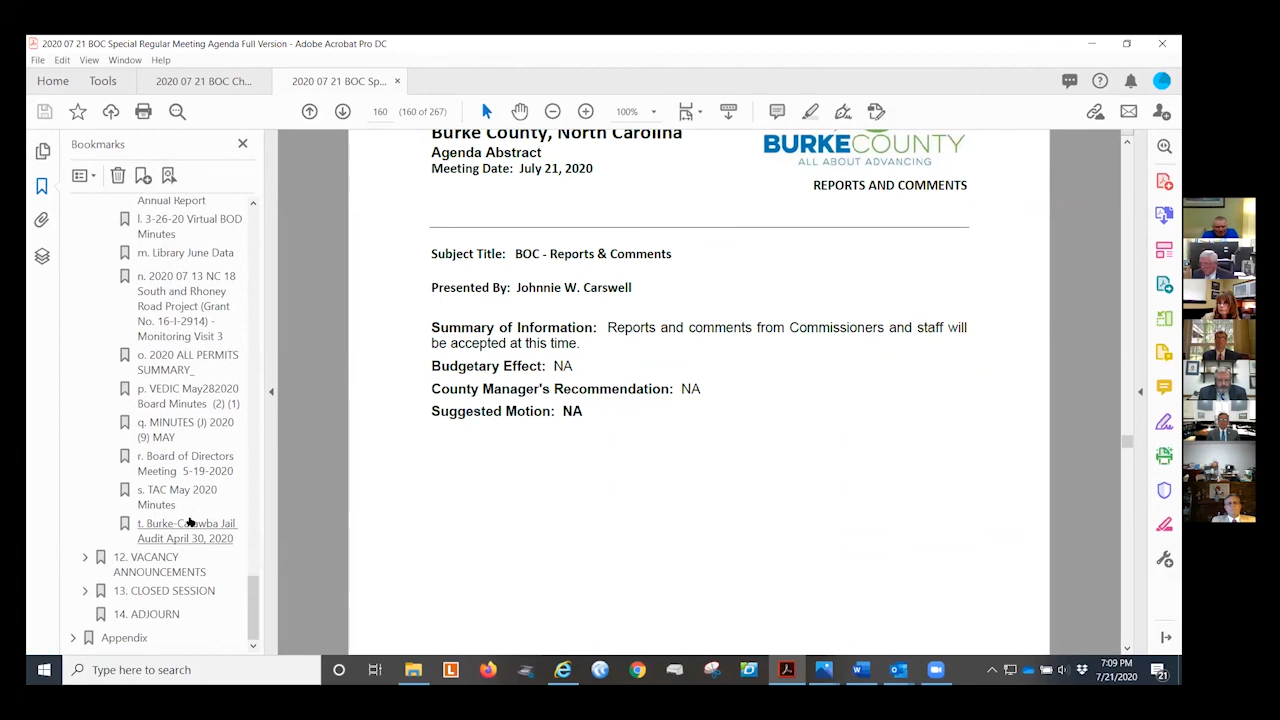 2020 07 21 BOC Special Regular Meeting Agenda Full Version - Adobe Acrobat Pro DC
File Edit View Window Help
Home Tools 2020 07 21 BOC Ch... 2020 07 21 BOC Sp... ×
160 (160 of 267) 100%
Bookmarks
Annual Report
l. 3-26-20 Virtual BOD
Minutes
m. Library June Data
n. 2020 07 13 NC 18
South and Rhoney
Road Project (Grant
No. 16-I-2914) -
Monitoring Visit 3
o. 2020 ALL PERMITS
SUMMARY_
p. VEDIC May282020
Board Minutes (2) (1)
q. MINUTES (J) 2020
(9) MAY
r. Board of Directors
Meeting 5-19-2020
s. TAC May 2020
Minutes
t. Burke-Catawba Jail
Audit April 30, 2020
12. VACANCY
ANNOUNCEMENTS
13. CLOSED SESSION
14. ADJOURN
Appendix
Burke County, North Carolina
Agenda Abstract
Meeting Date: July 21, 2020
BURKECOUNTY
ALL ABOUT ADVANCING
REPORTS AND COMMENTS
Subject Title: BOC - Reports & Comments
Presented By: Johnnie W. Carswell
Summary of Information: Reports and comments from Commissioners and staff will
be accepted at this time.
Budgetary Effect: NA
County Manager's Recommendation: NA
Suggested Motion: NA
Type here to search
7:09 PM
7/21/2020
21